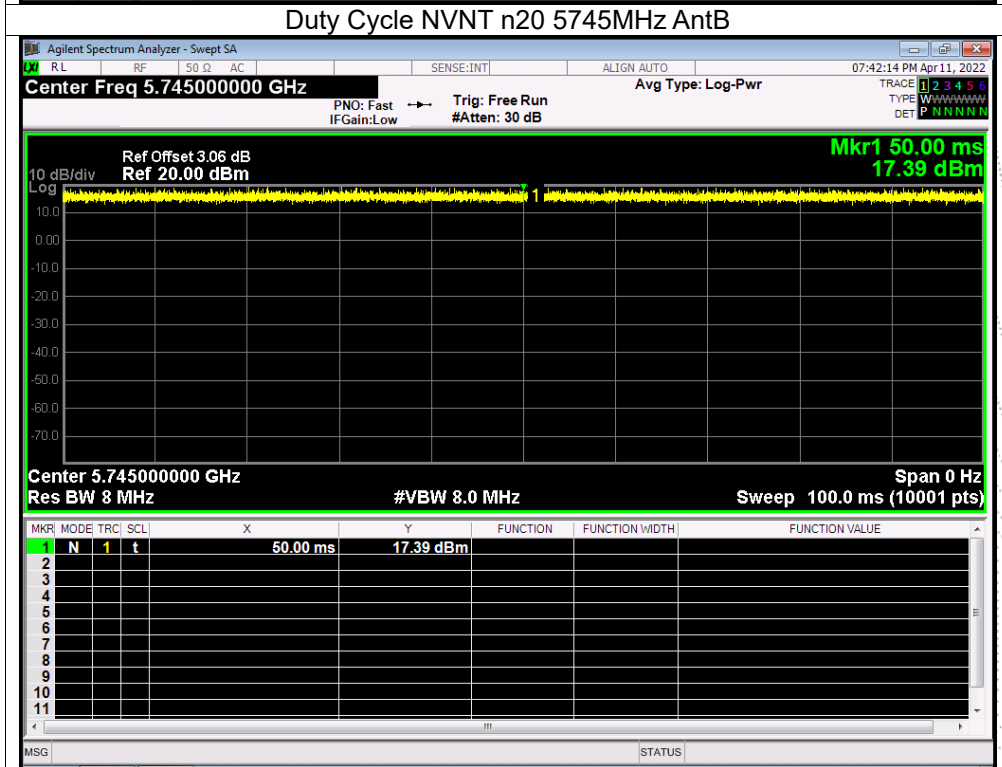 Duty Cycle NVNT n20 5745MHz AntB
Agilent Spectrum Analyzer - Swept SA
LXI RL RF 50 Ω AC SENSE:INT ALIGN AUTO 07:42:14 PM Apr 11, 2022
Center Freq 5.745000000 GHz Avg Type: Log-Pwr TRACE 1 2 3 4 5 6
PNO: Fast Trig: Free Run TYPE WWWWWWW
IFGain:Low #Atten: 30 dB DET P N N N N N
Mkr1 50.00 ms
17.39 dBm
Ref Offset 3.06 dB
10 dB/div Ref 20.00 dBm
Log
1
10.0
0.00
-10.0
-20.0
-30.0
-40.0
-50.0
-60.0
-70.0
Center 5.745000000 GHz Span 0 Hz
Res BW 8 MHz #VBW 8.0 MHz Sweep 100.0 ms (10001 pts)
MKR MODE TRC SCL X Y FUNCTION FUNCTION WIDTH FUNCTION VALUE
1 N 1 t 50.00 ms 17.39 dBm
2
3
4
5
6
7
8
9
10
11
MSG STATUS